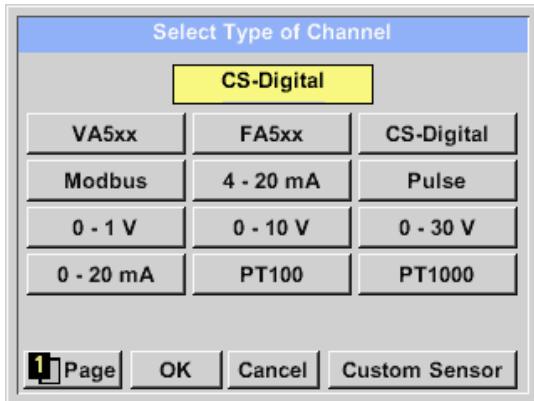 Select Type of Channel
CS-Digital
VA5xx FA5xx CS-Digital
Modbus 4 - 20 mA Pulse
0 - 1 V 0 - 10 V 0 - 30 V
0 - 20 mA PT100 PT1000
1 Page OK Cancel Custom Sensor